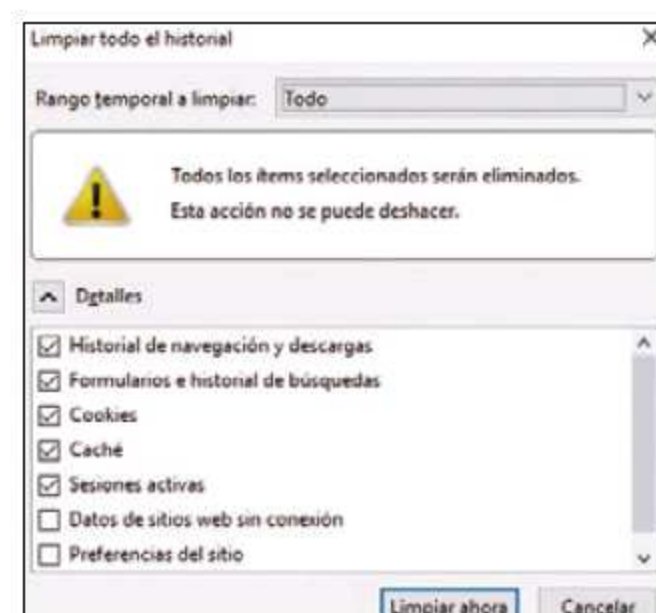 Limpiar todo el historial
Rango temporal a limpiar: Todo
Todos los ítems seleccionados serán eliminados.
Esta acción no se puede deshacer.
Detalles
Historial de navegación y descargas
Formularios e historial de búsquedas
Cookies
Caché
Sesiones activas
Datos de sitios web sin conexión
Preferencias del sitio
Limpiar ahora Cancelar